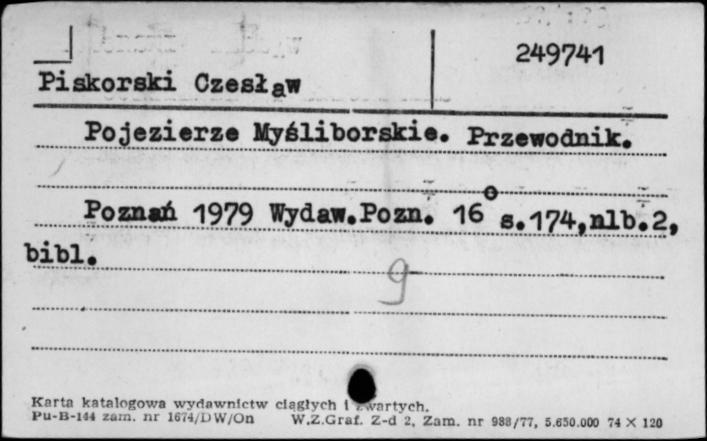 249741
Piskorski Czesław
Pojezierze Myśliborskie. Przewodnik.
Poznań 1979 Wydaw.Pozn. 16° s.174,nlb.2,
bibl.
9
Karta katalogowa wydawnictw ciągłych i zwartych.
Pu-B-144 zam. nr 1674/DW/On W.Z.Graf. Z-d 2, Zam. nr 988/77, 5.650.000 74 X 120